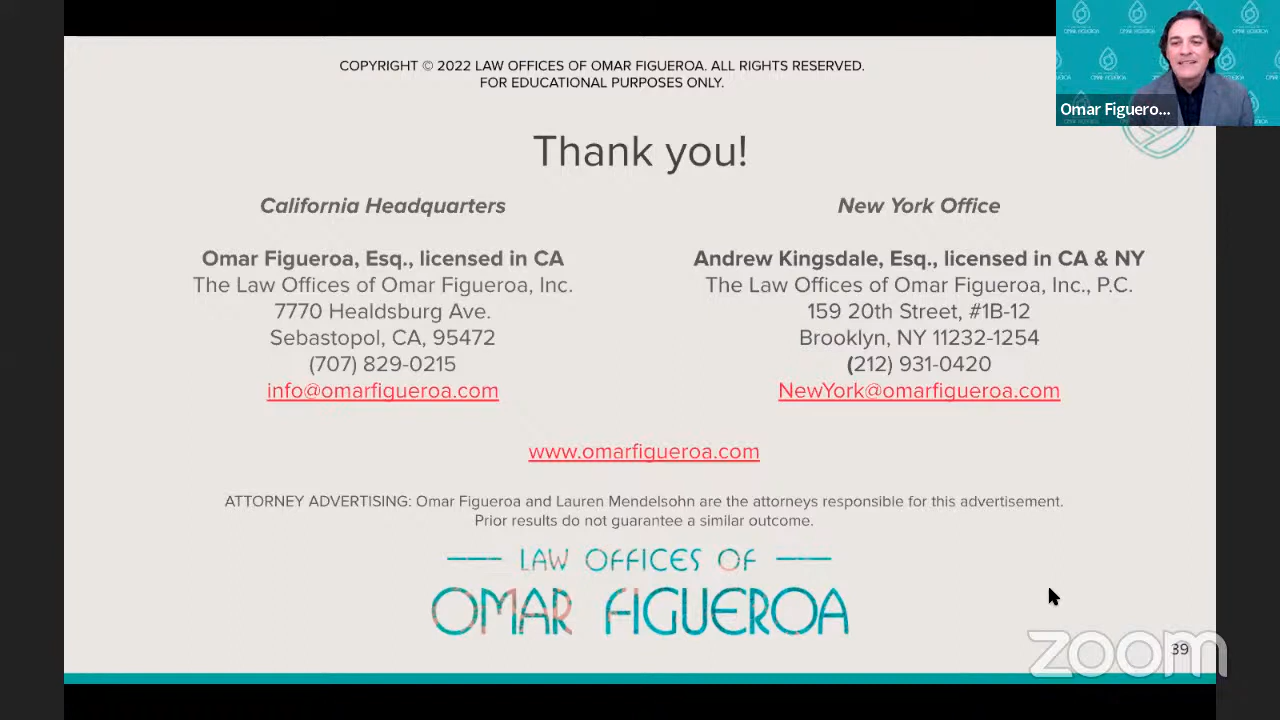 COPYRIGHT © 2022 LAW OFFICES OF OMAR FIGUEROA. ALL RIGHTS RESERVED.
FOR EDUCATIONAL PURPOSES ONLY.
Omar Figuero...
Thank you!
California Headquarters
Omar Figueroa, Esq., licensed in CA
The Law Offices of Omar Figueroa, Inc.
7770 Healdsburg Ave.
Sebastopol, CA, 95472
(707) 829-0215
info@omarfigueroa.com
New York Office
Andrew Kingsdale, Esq., licensed in CA & NY
The Law Offices of Omar Figueroa, Inc., P.C.
159 20th Street, #1B-12
Brooklyn, NY 11232-1254
(212) 931-0420
NewYork@omarfigueroa.com
www.omarfigueroa.com
ATTORNEY ADVERTISING: Omar Figueroa and Lauren Mendelsohn are the attorneys responsible for this advertisement.
Prior results do not guarantee a similar outcome.
LAW OFFICES OF
OMAR FIGUEROA
zoom
39